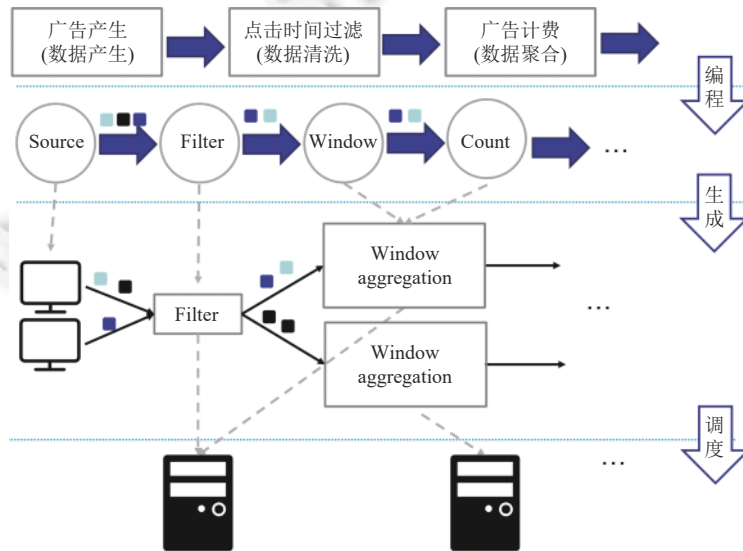 广告产生
(数据产生)
点击时间过滤
(数据清洗)
广告计费
(数据聚合)
编程
Source
Filter
Window
Count
…
生成
Window
aggregation
Filter
…
Window
aggregation
调度
…